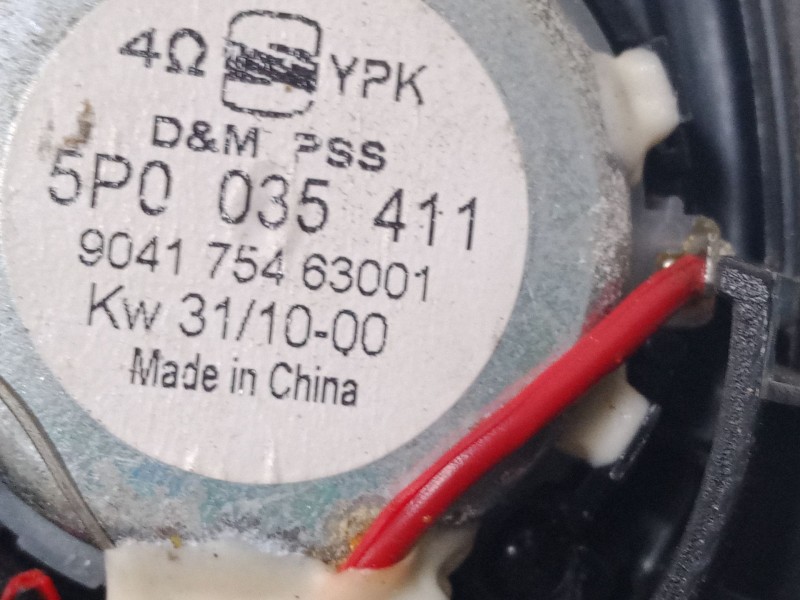 4Ω YPK
D&M PSS
5P0 035 411
9041 754 63001
Kw 31/10-00
Made in China